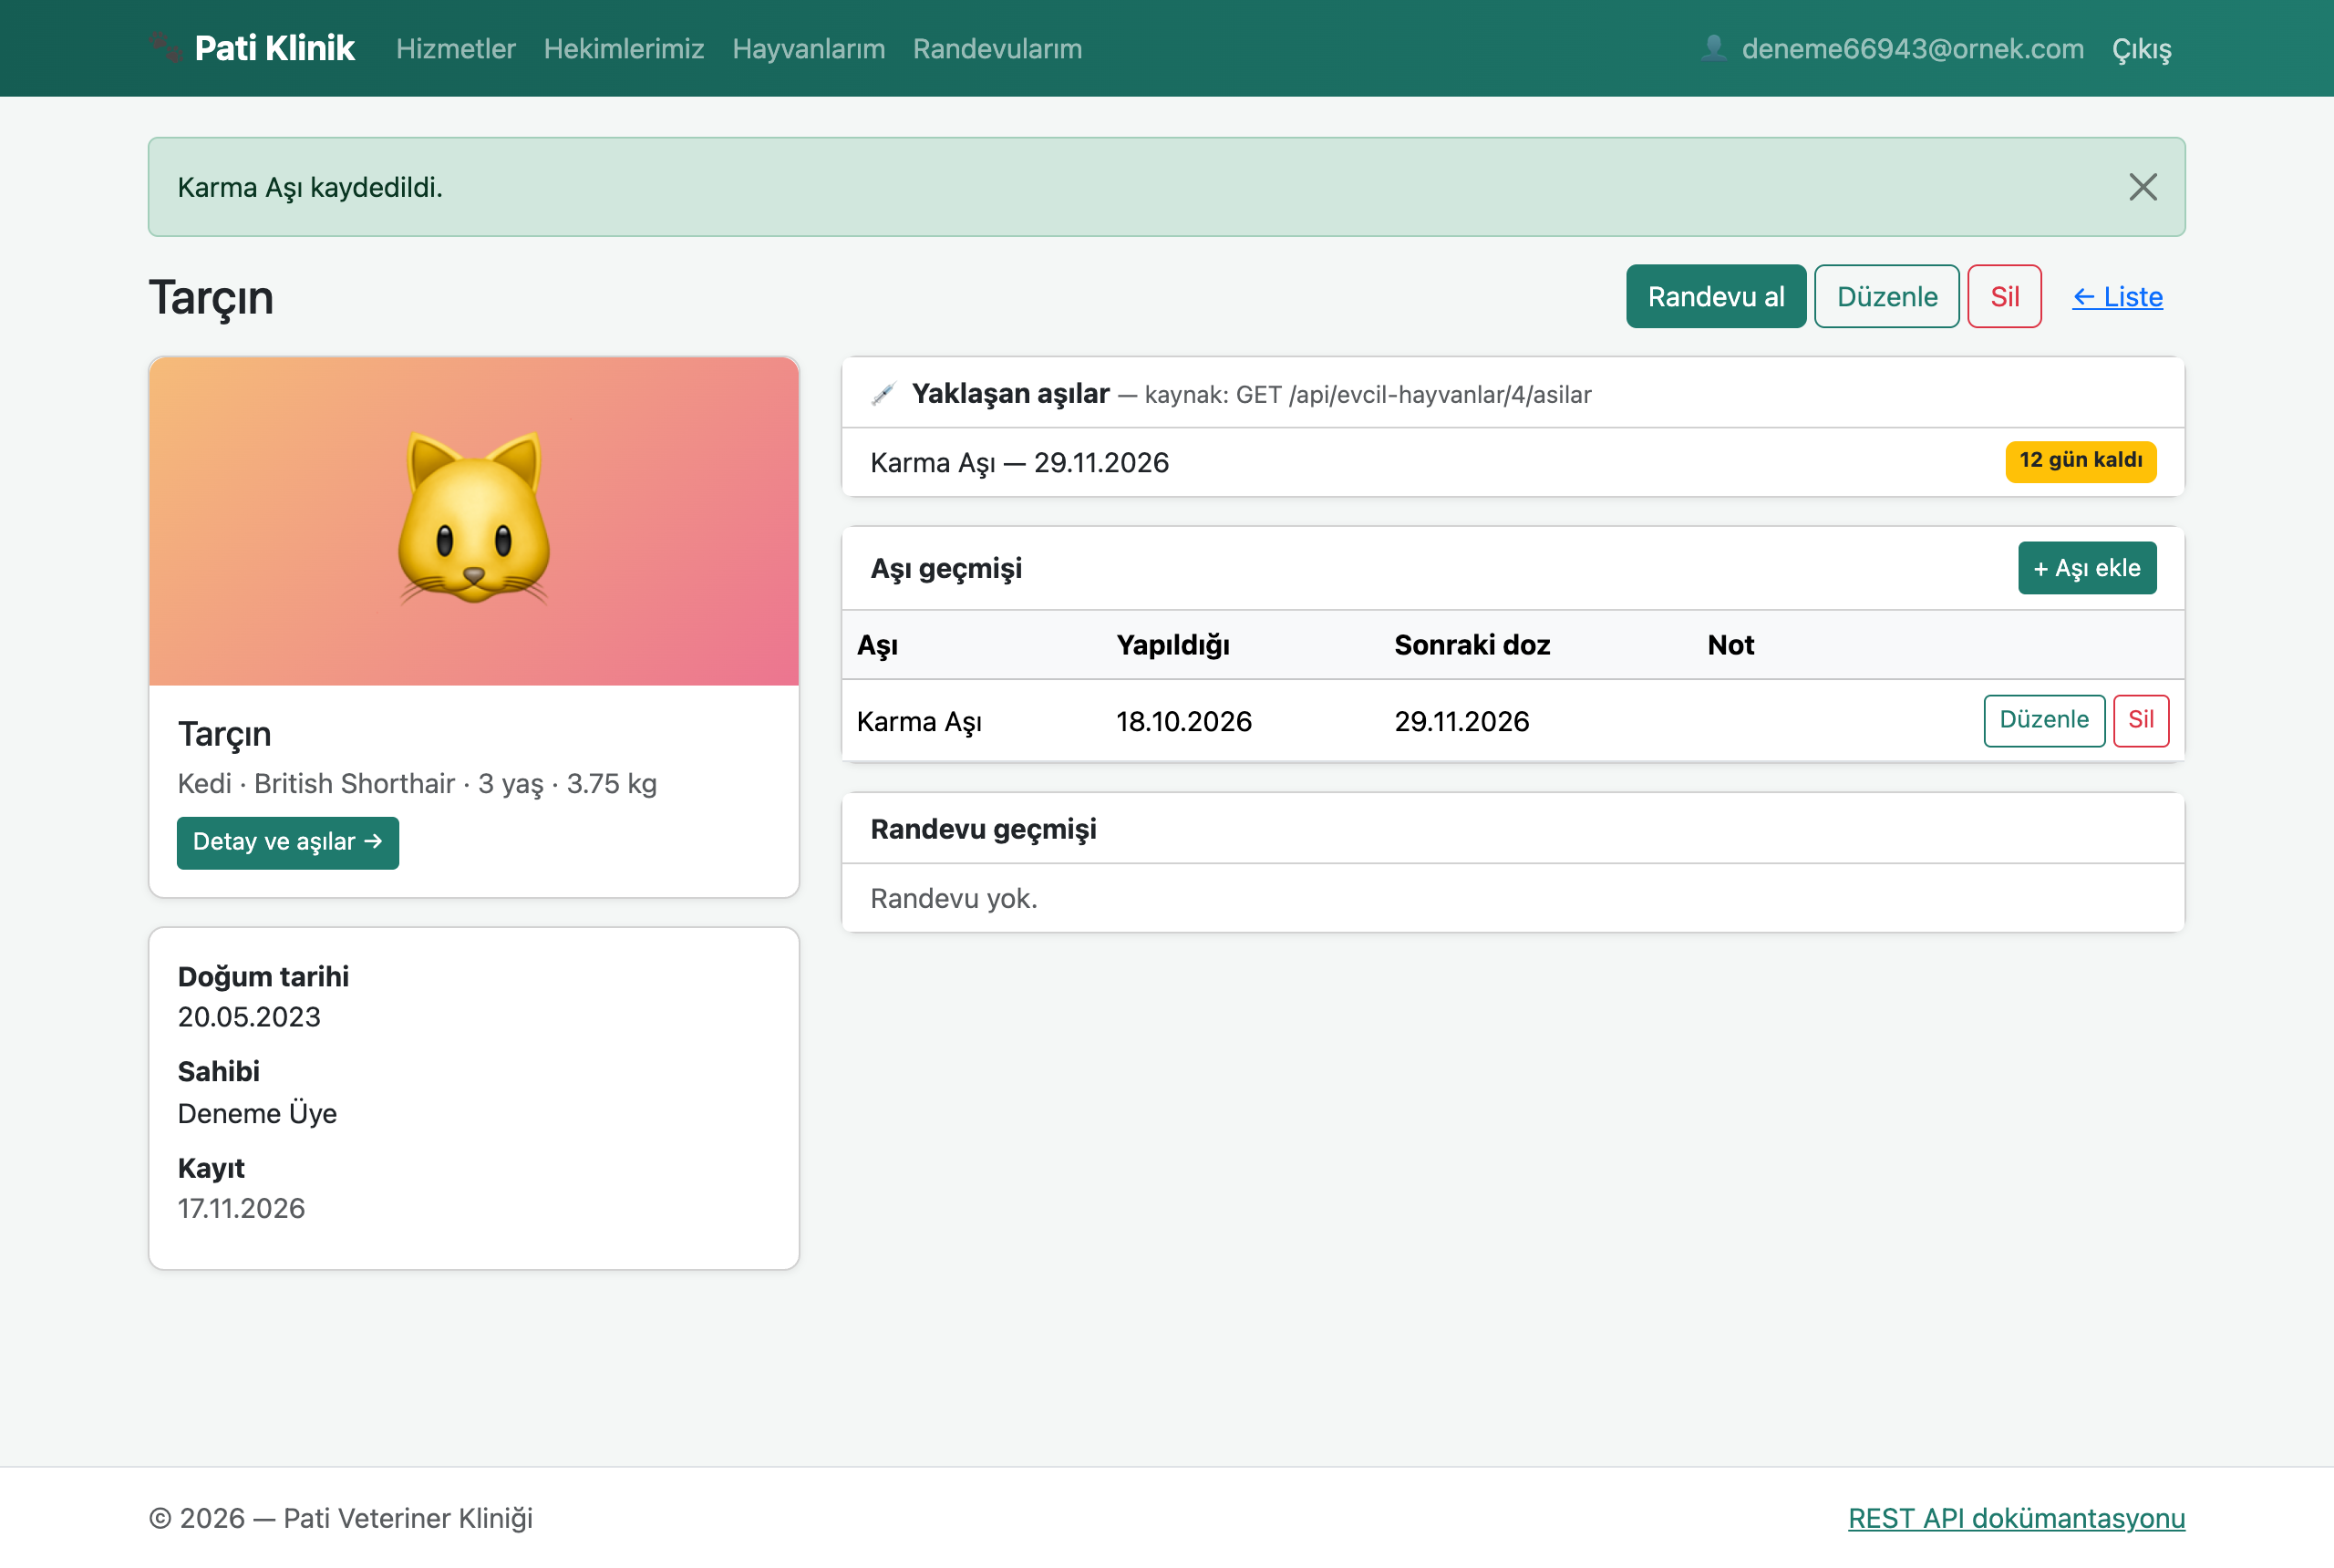 Pati Klinik Hizmetler Hekimlerimiz Hayvanlarım Randevularım deneme66943@ornek.com Çıkış
Karma Aşı kaydedildi.
Tarçın
Randevu al Düzenle Sil ← Liste
Tarçın
Kedi · British Shorthair · 3 yaş · 3.75 kg
Detay ve aşılar →
Doğum tarihi
20.05.2023
Sahibi
Deneme Üye
Kayıt
17.11.2026
Yaklaşan aşılar — kaynak: GET /api/evcil-hayvanlar/4/asilar
Karma Aşı — 29.11.2026 12 gün kaldı
Aşı geçmişi + Aşı ekle
Aşı Yapıldığı Sonraki doz Not
Karma Aşı 18.10.2026 29.11.2026 Düzenle Sil
Randevu geçmişi
Randevu yok.
© 2026 — Pati Veteriner Kliniği REST API dokümantasyonu